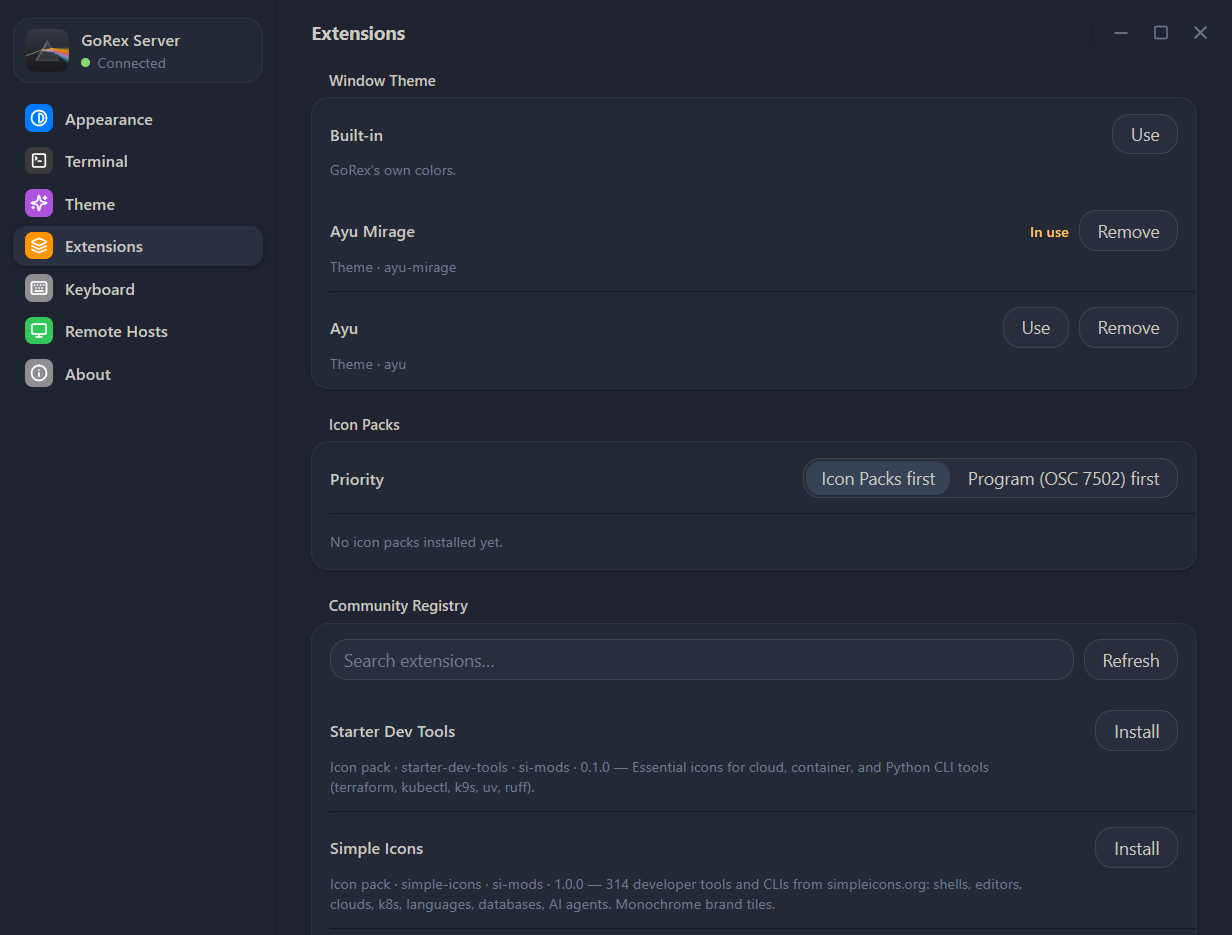 GoRex Server
Connected
Appearance
Terminal
Theme
Extensions
Keyboard
Remote Hosts
About
Extensions
Window Theme
Built-in
Use
GoRex's own colors.
Ayu Mirage
In use
Remove
Theme · ayu-mirage
Ayu
Use
Remove
Theme · ayu
Icon Packs
Priority
Icon Packs first
Program (OSC 7502) first
No icon packs installed yet.
Community Registry
Search extensions...
Refresh
Starter Dev Tools
Install
Icon pack · starter-dev-tools · si-mods · 0.1.0 — Essential icons for cloud, container, and Python CLI tools
(terraform, kubectl, k9s, uv, ruff).
Simple Icons
Install
Icon pack · simple-icons · si-mods · 1.0.0 — 314 developer tools and CLIs from simpleicons.org: shells, editors,
clouds, k8s, languages, databases, AI agents. Monochrome brand tiles.